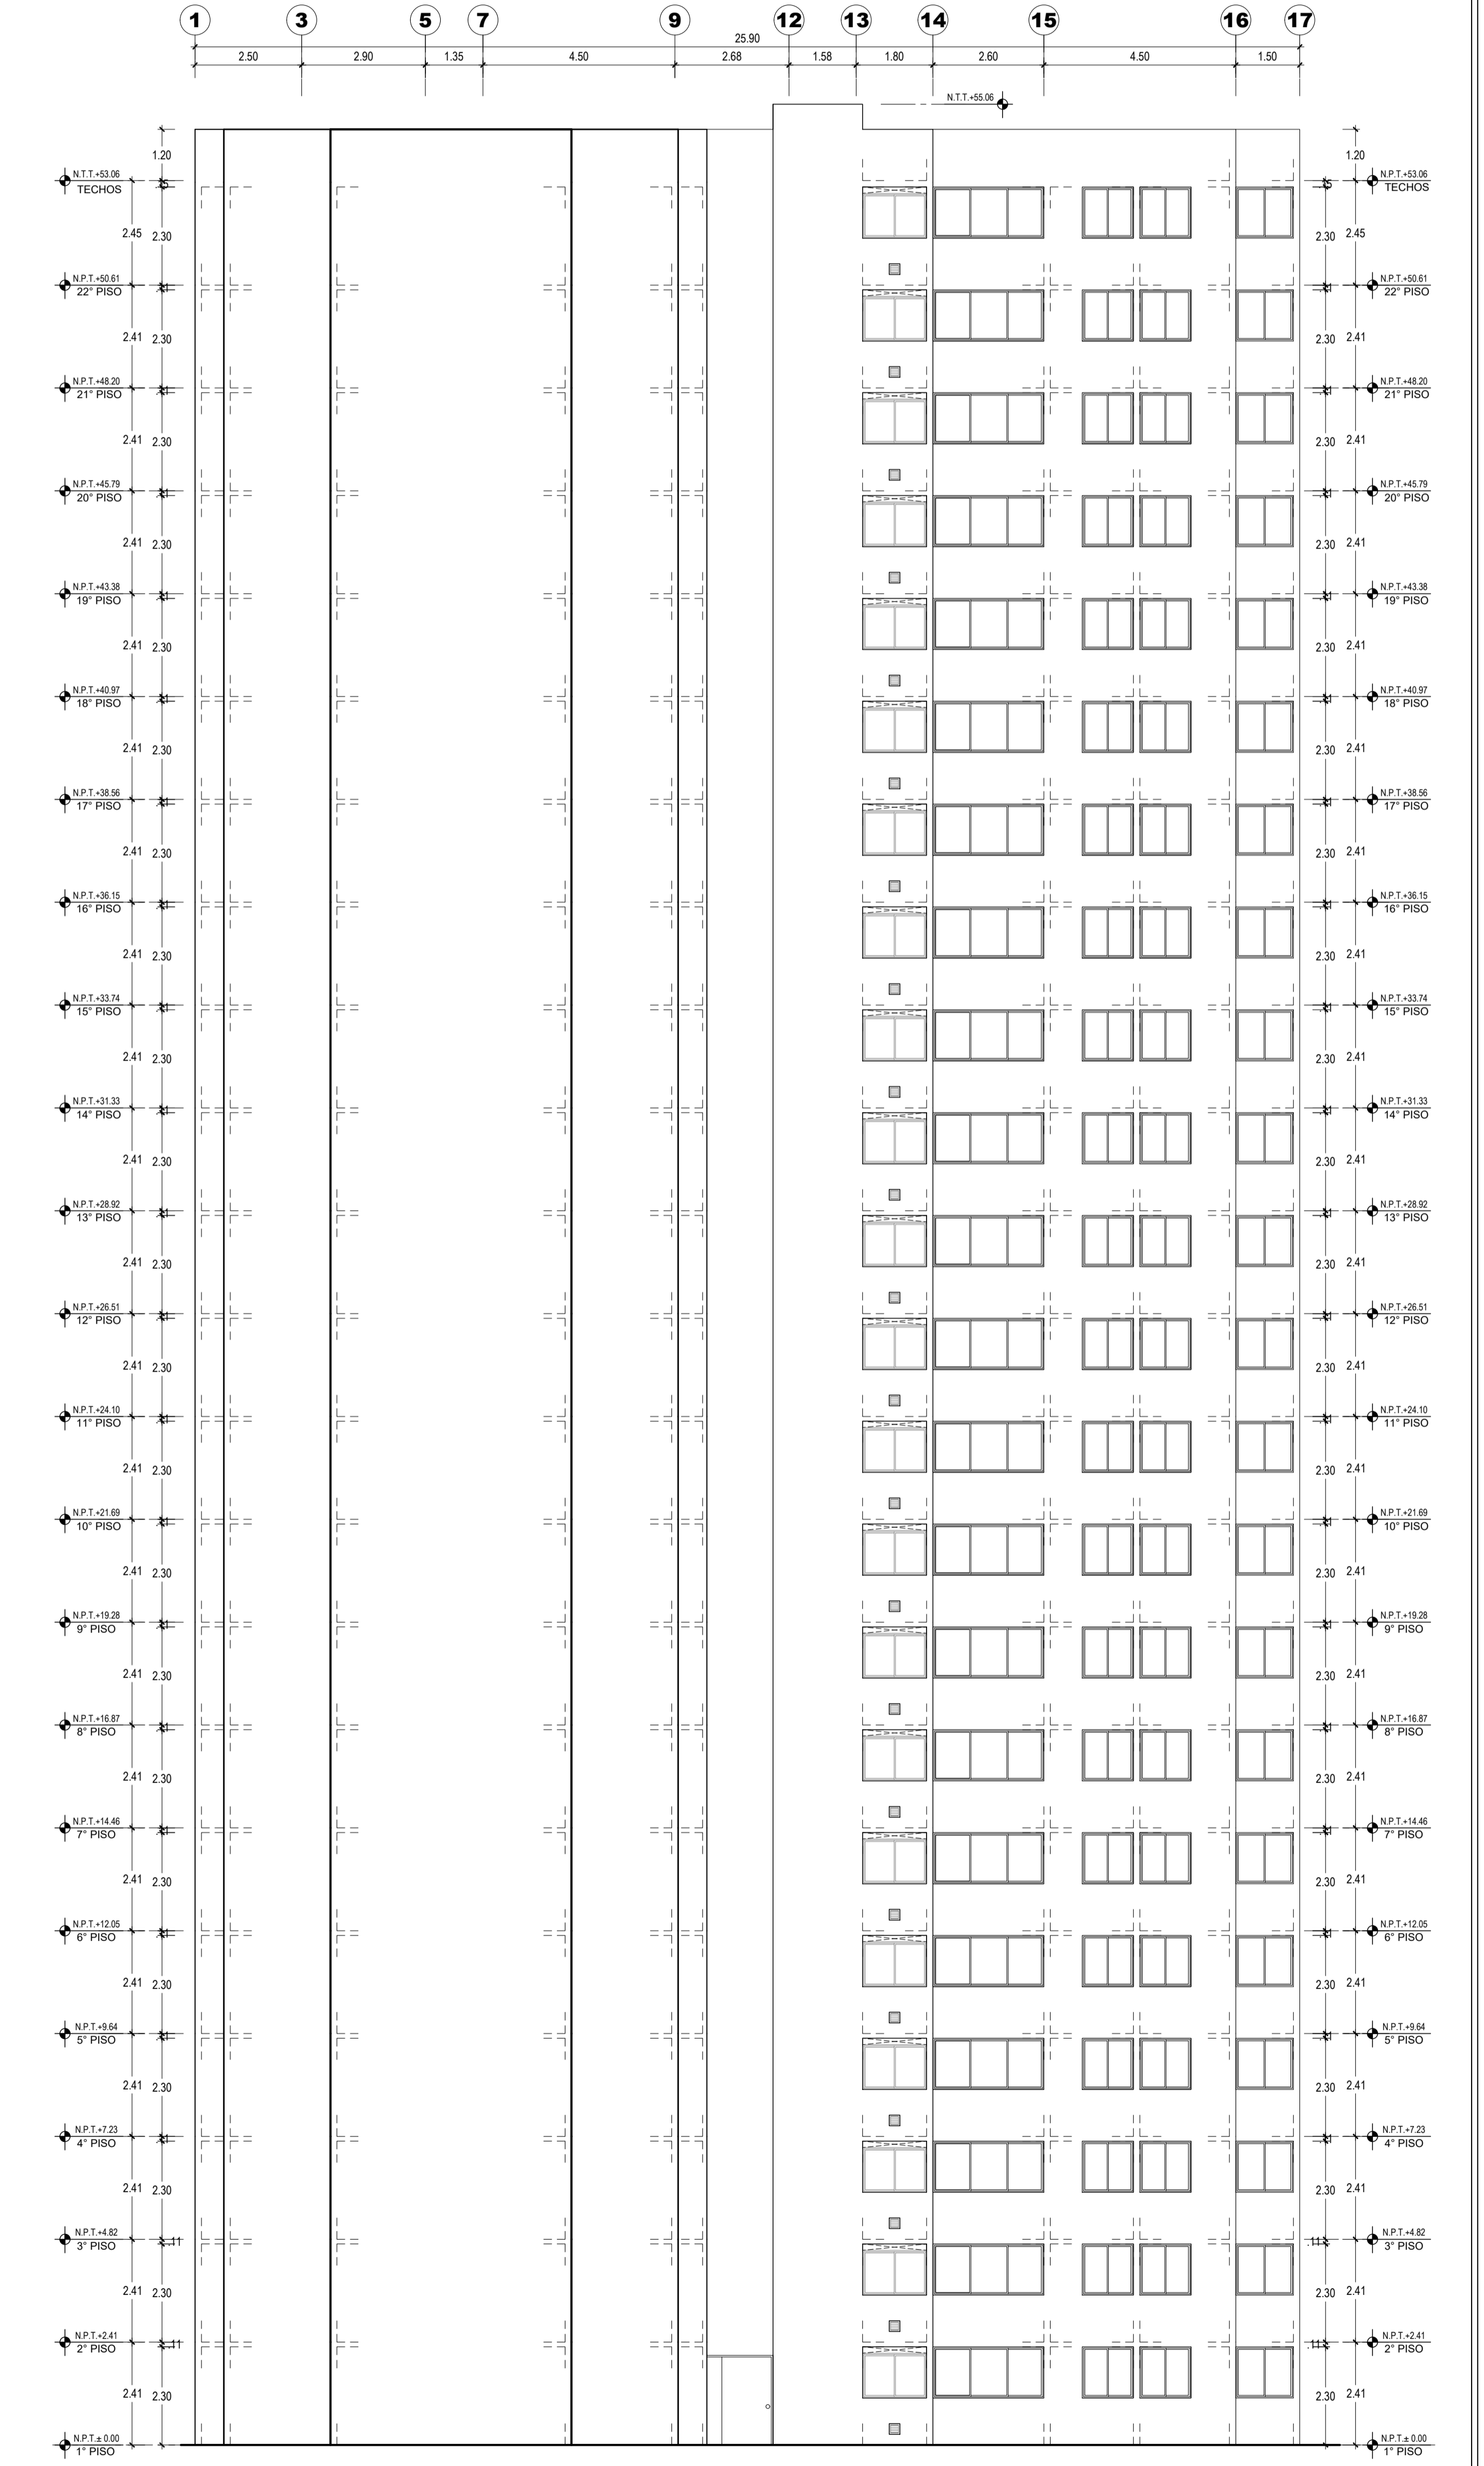 1 3 5 7 9 12 13 14 15 16 17
25.90
2.50 2.90 1.35 4.50 2.68 1.58 1.80 2.60 4.50 1.50
N.T.T.+55.06
1.20 1.20
N.T.T.+53.06 N.P.T.+53.06
TECHOS TECHOS
2.45 2.30 2.30 2.45
N.P.T.+50.61 N.P.T.+50.61
22° PISO 22° PISO
2.41 2.30 2.30 2.41
N.P.T.+48.20 N.P.T.+48.20
21° PISO 21° PISO
2.41 2.30 2.30 2.41
N.P.T.+45.79 N.P.T.+45.79
20° PISO 20° PISO
2.41 2.30 2.30 2.41
N.P.T.+43.38 N.P.T.+43.38
19° PISO 19° PISO
2.41 2.30 2.30 2.41
N.P.T.+40.97 N.P.T.+40.97
18° PISO 18° PISO
2.41 2.30 2.30 2.41
N.P.T.+38.56 N.P.T.+38.56
17° PISO 17° PISO
2.41 2.30 2.30 2.41
N.P.T.+36.15 N.P.T.+36.15
16° PISO 16° PISO
2.41 2.30 2.30 2.41
N.P.T.+33.74 N.P.T.+33.74
15° PISO 15° PISO
2.41 2.30 2.30 2.41
N.P.T.+31.33 N.P.T.+31.33
14° PISO 14° PISO
2.41 2.30 2.30 2.41
N.P.T.+28.92 N.P.T.+28.92
13° PISO 13° PISO
2.41 2.30 2.30 2.41
N.P.T.+26.51 N.P.T.+26.51
12° PISO 12° PISO
2.41 2.30 2.30 2.41
N.P.T.+24.10 N.P.T.+24.10
11° PISO 11° PISO
2.41 2.30 2.30 2.41
N.P.T.+21.69 N.P.T.+21.69
10° PISO 10° PISO
2.41 2.30 2.30 2.41
N.P.T.+19.28 N.P.T.+19.28
9° PISO 9° PISO
2.41 2.30 2.30 2.41
N.P.T.+16.87 N.P.T.+16.87
8° PISO 8° PISO
2.41 2.30 2.30 2.41
N.P.T.+14.46 N.P.T.+14.46
7° PISO 7° PISO
2.41 2.30 2.30 2.41
N.P.T.+12.05 N.P.T.+12.05
6° PISO 6° PISO
2.41 2.30 2.30 2.41
N.P.T.+9.64 N.P.T.+9.64
5° PISO 5° PISO
2.41 2.30 2.30 2.41
N.P.T.+7.23 N.P.T.+7.23
4° PISO 4° PISO
2.41 2.30 2.30 2.41
N.P.T.+4.82 N.P.T.+4.82
3° PISO .11 .11 3° PISO
2.41 2.30 2.30 2.41
N.P.T.+2.41 N.P.T.+2.41
2° PISO .11 .11 2° PISO
2.41 2.30 2.30 2.41
N.P.T.± 0.00 N.P.T.± 0.00
1° PISO 1° PISO